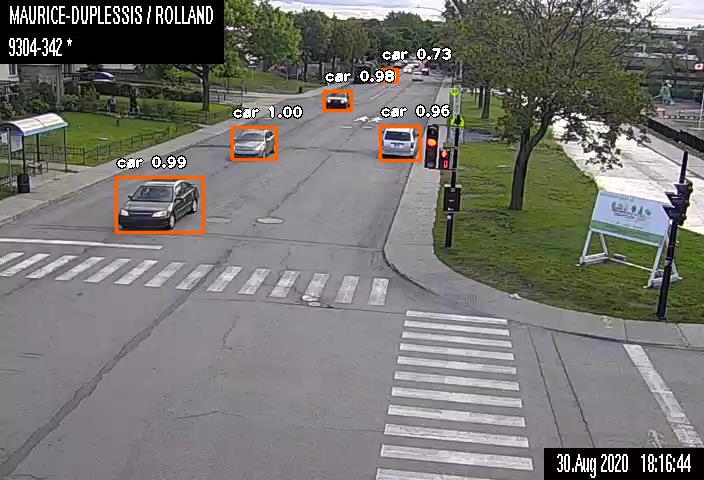 MAURICE-DUPLESSIS / ROLLAND
9304-342 *
car 0.73
car 0.98
car 1.00
car 0.96
car 0.99
30.Aug 2020 18:16:44